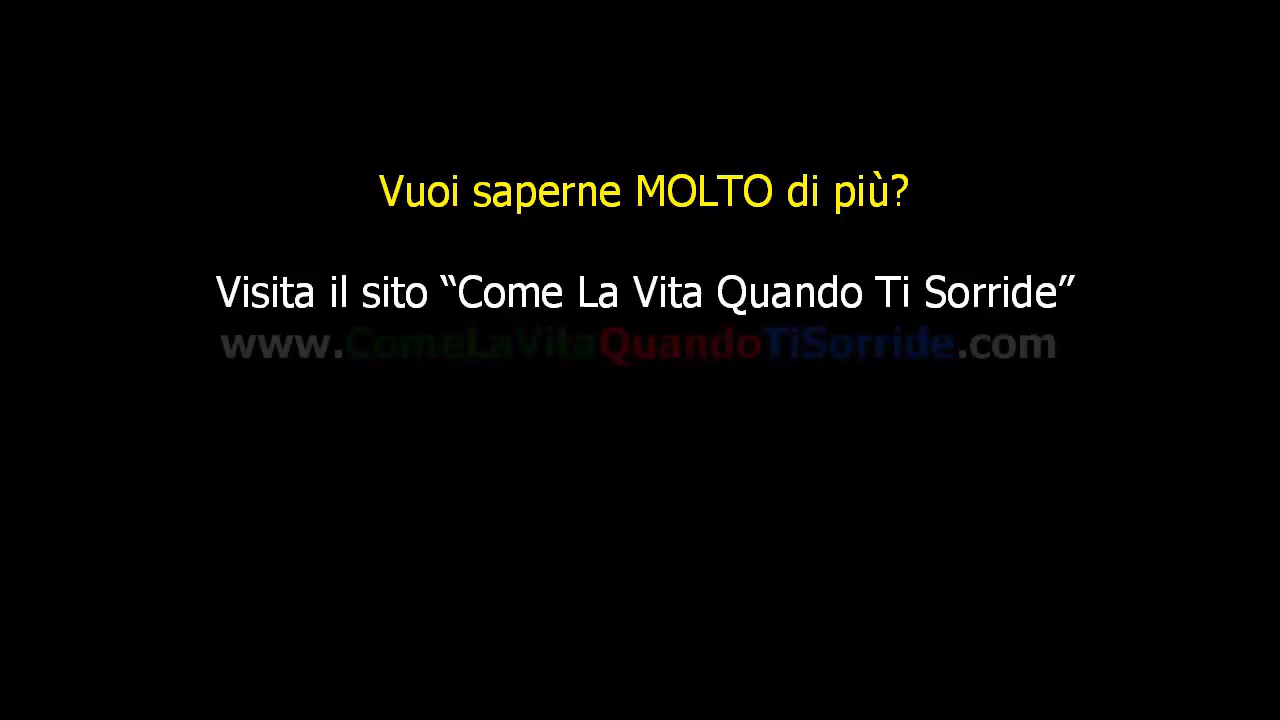 Vuoi saperne MOLTO di più?
Visita il sito “Come La Vita Quando Ti Sorride”
www.ComeLaVitaQuandoTiSorride.com